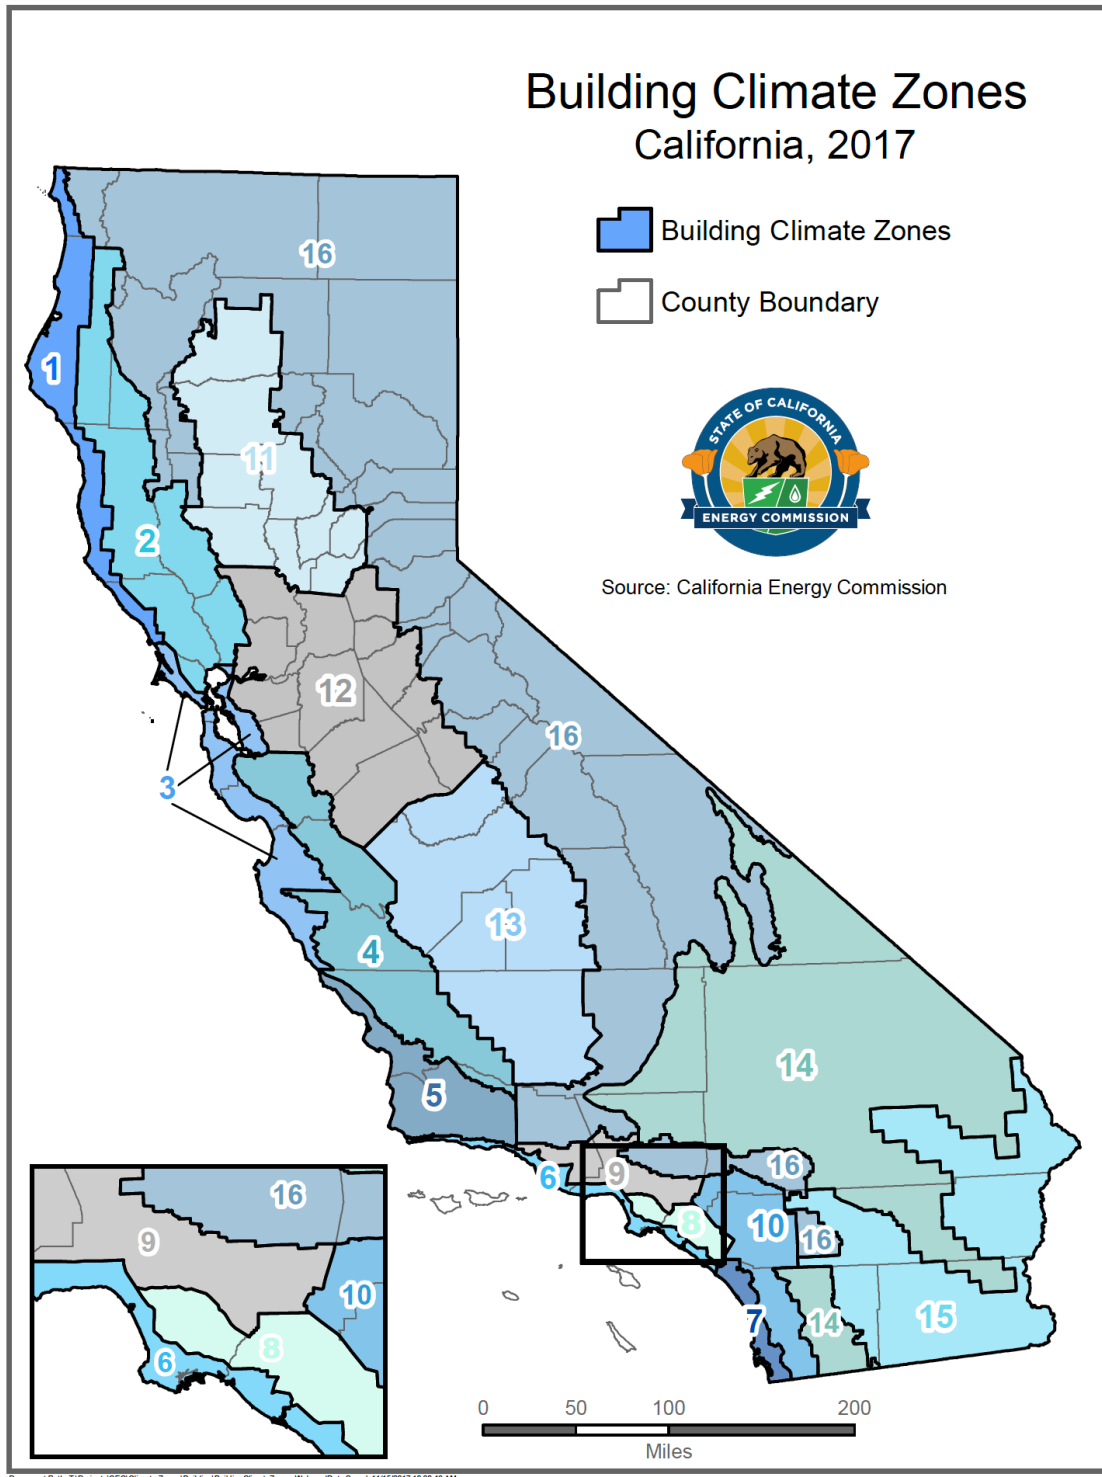 Building Climate Zones
California, 2017
Building Climate Zones
County Boundary
STATE OF CALIFORNIA
ENERGY COMMISSION
Source: California Energy Commission
16
1
11
2
12
16
3
13
4
14
5
16
6
9
8
10
16
7
14
15
16
9
10
8
6
0 50 100 200
Miles